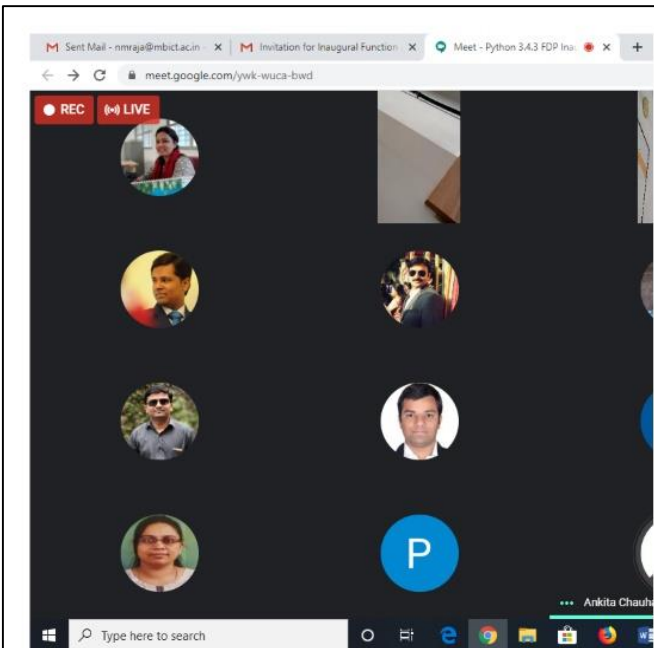 Sent Mail - nmraja@mbict.ac.in
Invitation for Inaugural Function
Meet - Python 3.4.3 FDP Ina
meet.google.com/ywk-wuca-bwd
REC
LIVE
P
Ankita Chauha
Type here to search